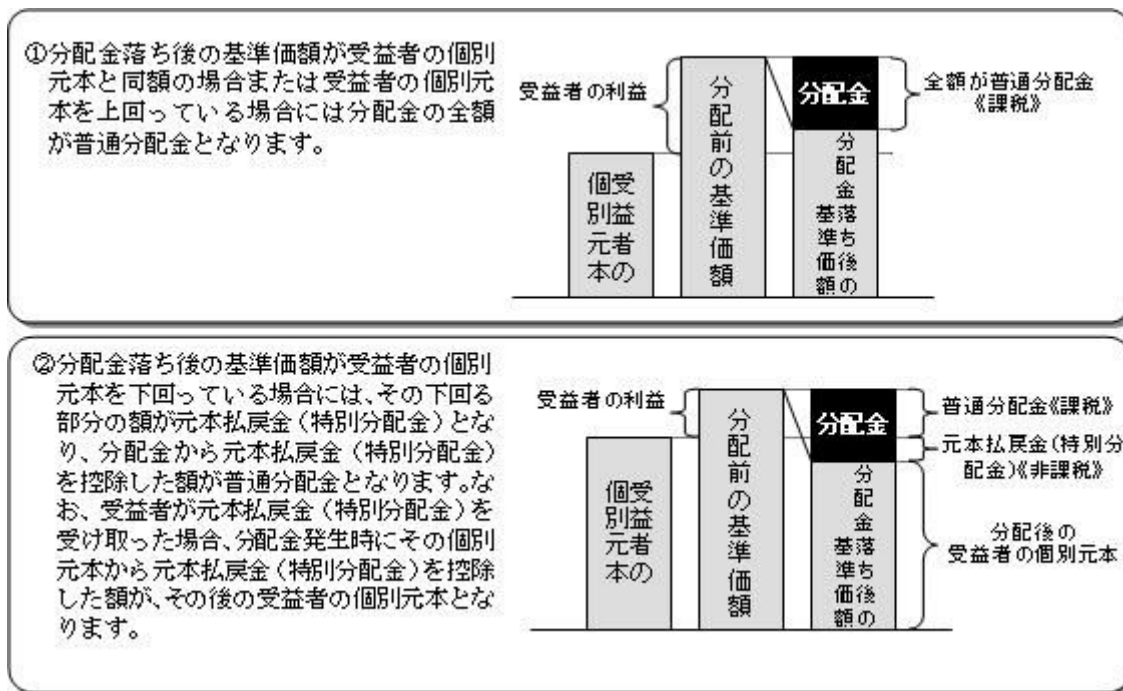 ①分配金落ち後の基準価額が受益者の個別
元本と同額の場合または受益者の個別元
本を上回っている場合には分配金の全額
が普通分配金となります。
受益者の利益
受益者の
個別元本
分配前の基準価額
分配金
分配金落ち後の
基準価額
全額が普通分配金
《課税》
②分配金落ち後の基準価額が受益者の個別
元本を下回っている場合には、その下回る
部分の額が元本払戻金（特別分配金）とな
り、分配金から元本払戻金（特別分配金）
を控除した額が普通分配金となります。な
お、受益者が元本払戻金（特別分配金）を
受け取った場合、分配金発生時にその個別
元本から元本払戻金（特別分配金）を控除
した額が、その後の受益者の個別元本とな
ります。
受益者の利益
受益者の
個別元本
分配前の基準価額
分配金
分配金落ち後の
基準価額
普通分配金《課税》
元本払戻金（特別分
配金）《非課税》
分配後の
受益者の個別元本